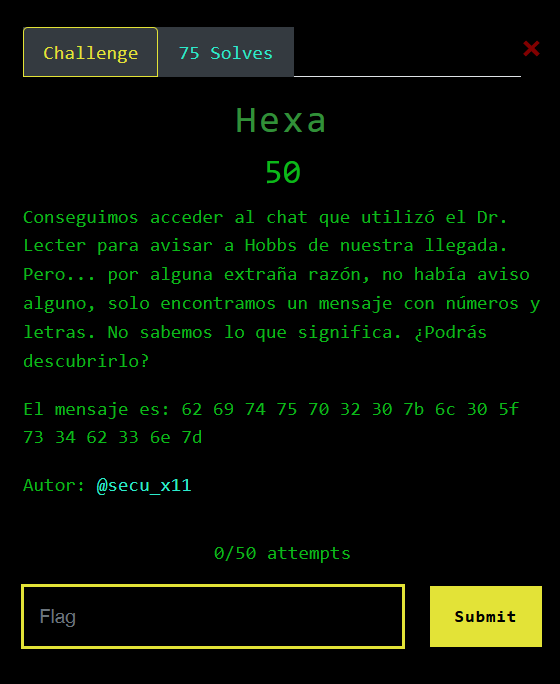 Challenge
75 Solves
×
Hexa
50
Conseguimos acceder al chat que utilizó el Dr.
Lecter para avisar a Hobbs de nuestra llegada.
Pero... por alguna extraña razón, no había aviso
alguno, solo encontramos un mensaje con números y
letras. No sabemos lo que significa. ¿Podrás
descubrirlo?
El mensaje es: 62 69 74 75 70 32 30 7b 6c 30 5f
73 34 62 33 6e 7d
Autor: @secu_x11
0/50 attempts
Flag
Submit